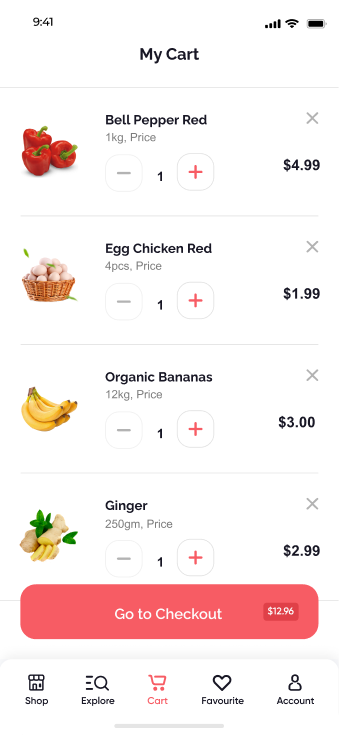 9:41
My Cart
Bell Pepper Red
1kg, Price
1
$4.99
Egg Chicken Red
4pcs, Price
1
$1.99
Organic Bananas
12kg, Price
1
$3.00
Ginger
250gm, Price
1
$2.99
Go to Checkout $12.96
Shop Explore Cart Favourite Account